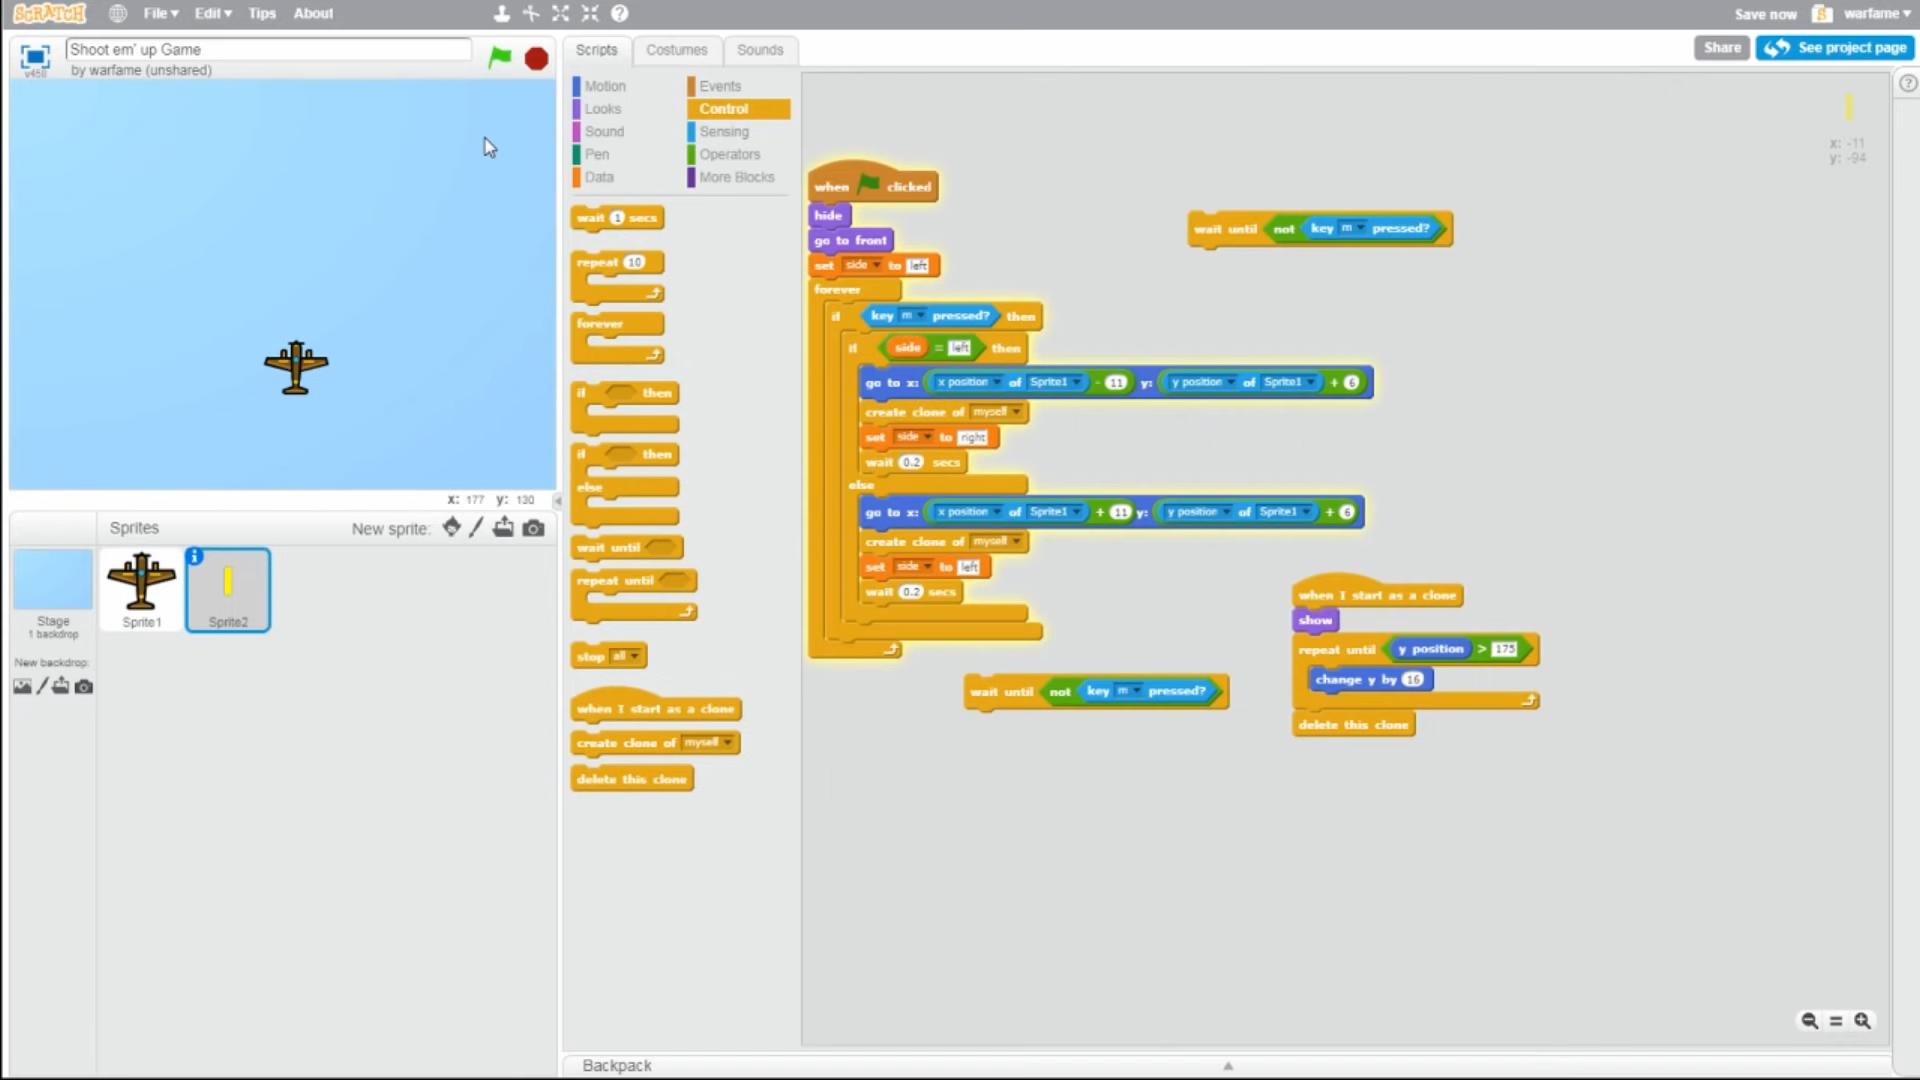 SCRATCH File▾ Edit▾ Tips About Save now warfame▾
v450 Shoot em' up Game
by warfame (unshared)
Scripts Costumes Sounds
Share See project page
Motion Events
Looks Control
Sound Sensing
Pen Operators
Data More Blocks
wait 1 secs
repeat 10
forever
if then
if then
else
wait until
repeat until
stop all
when I start as a clone
create clone of myself
delete this clone
when clicked
hide
go to front
set side to left
forever
if key m pressed? then
if side = left then
go to x: x position of Sprite1 - 11 y: y position of Sprite1 + 6
create clone of myself
set side to right
wait 0.2 secs
else
go to x: x position of Sprite1 + 11 y: y position of Sprite1 + 6
create clone of myself
set side to left
wait 0.2 secs
wait until not key m pressed?
wait until not key m pressed?
when I start as a clone
show
repeat until y position > 175
change y by 16
delete this clone
x: -11
y: -94
x: 177 y: 130
Sprites New sprite:
Stage
1 backdrop
New backdrop:
Sprite1
Sprite2
Backpack